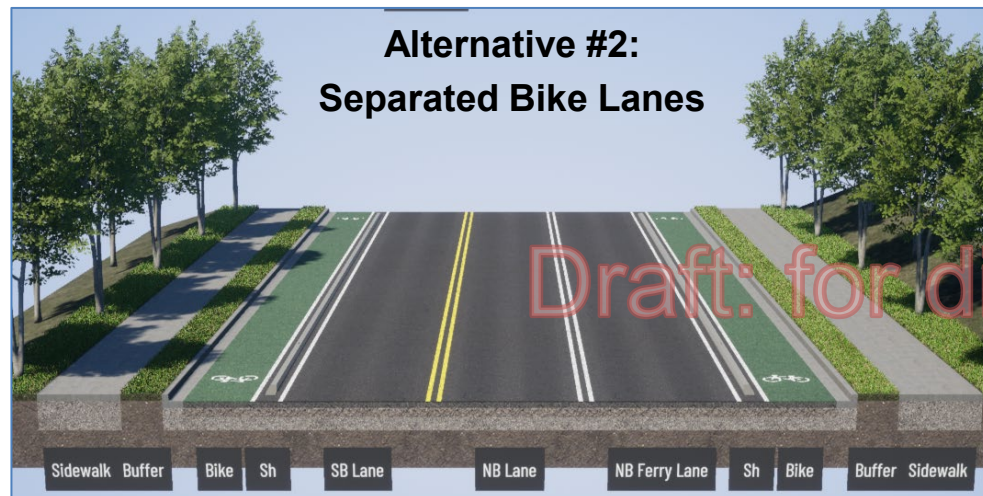 Alternative #2:
Separated Bike Lanes
Draft: for d
Sidewalk Buffer Bike Sh SB Lane NB Lane NB Ferry Lane Sh Bike Buffer Sidewalk